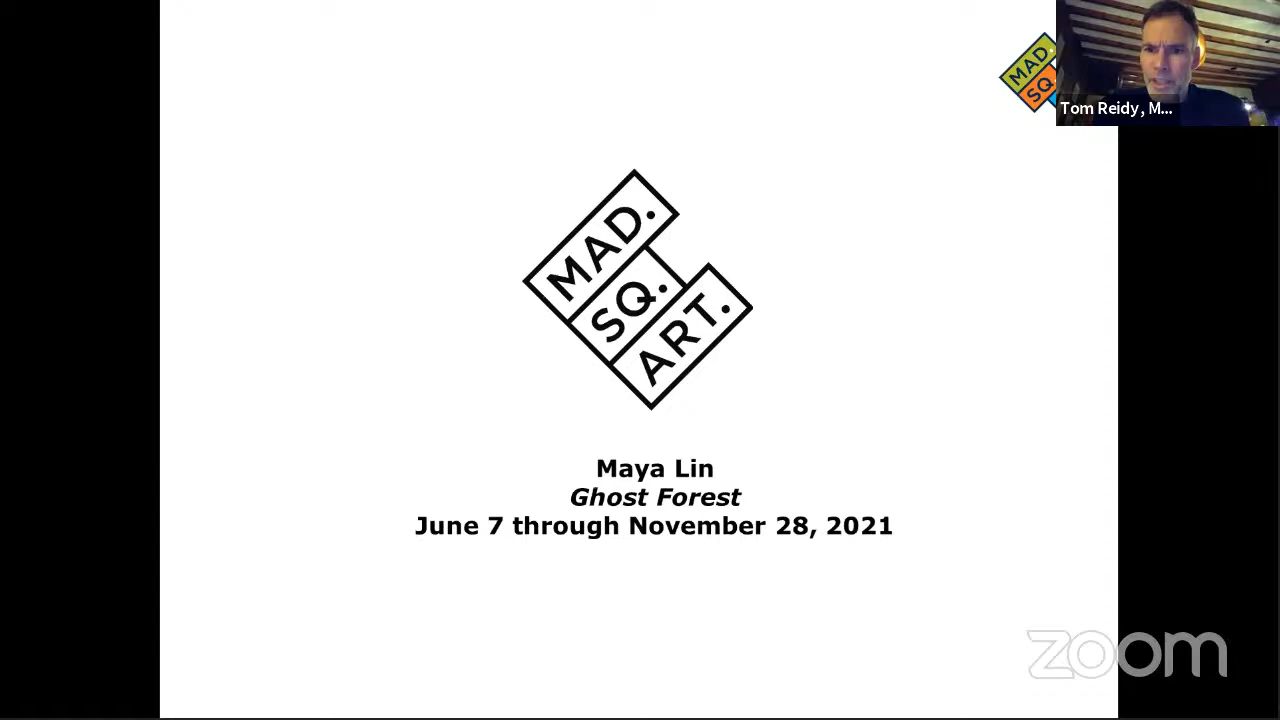 MAD.
SQ.
Tom Reidy, M...
MAD.
SQ.
ART.
Maya Lin
Ghost Forest
June 7 through November 28, 2021
zoom